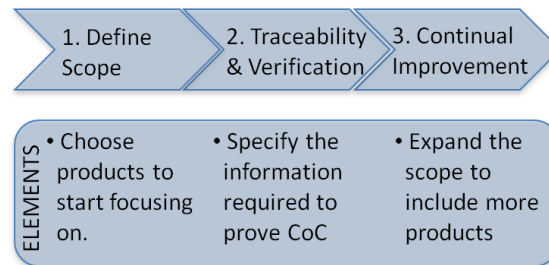 1. Define
Scope
2. Traceability
& Verification
3. Continual
Improvement
ELEMENTS
• Choose
products to
start focusing
on.
• Specify the
information
required to
prove CoC
• Expand the
scope to
include more
products